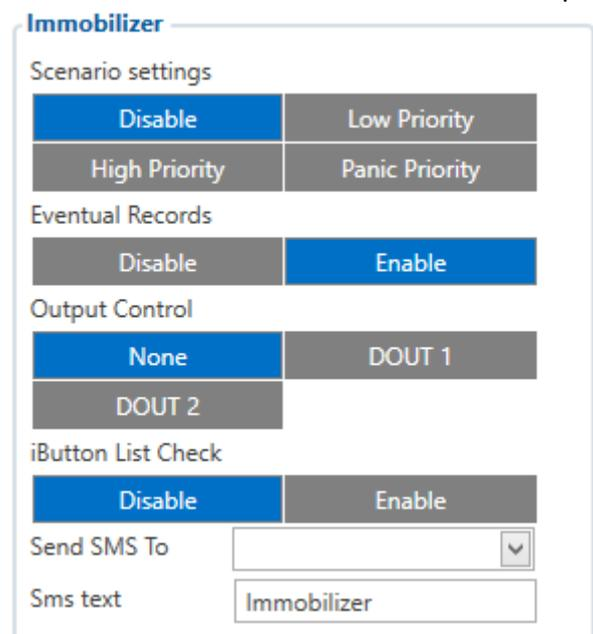 Immobilizer
Scenario settings
Disable Low Priority
High Priority Panic Priority
Eventual Records
Disable Enable
Output Control
None DOUT 1
DOUT 2
iButton List Check
Disable Enable
Send SMS To
Sms text Immobilizer